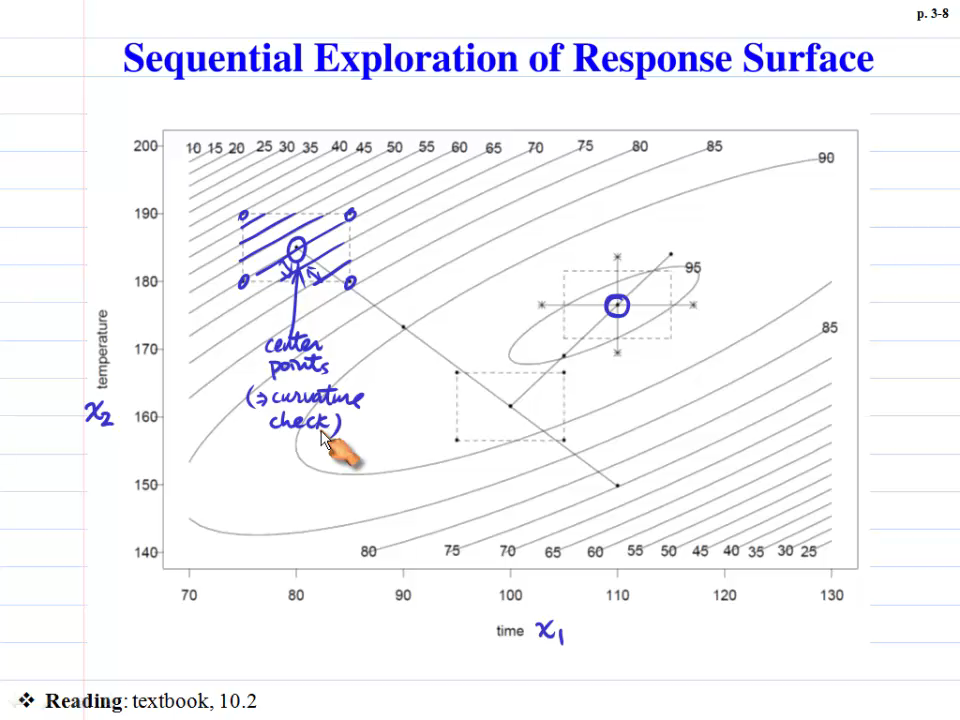 p. 3-8
Sequential Exploration of Response Surface
200
10 15 20 25 30 35 40 45 50 55 60 65 70 75 80 85 90
190
180
95
85
170
center
points
(⇒ curvature
check)
temperature
x2
160
150
140
80 75 70 65 60 55 50 45 40 35 30 25
70 80 90 100 110 120 130
time x1
❖ Reading: textbook, 10.2